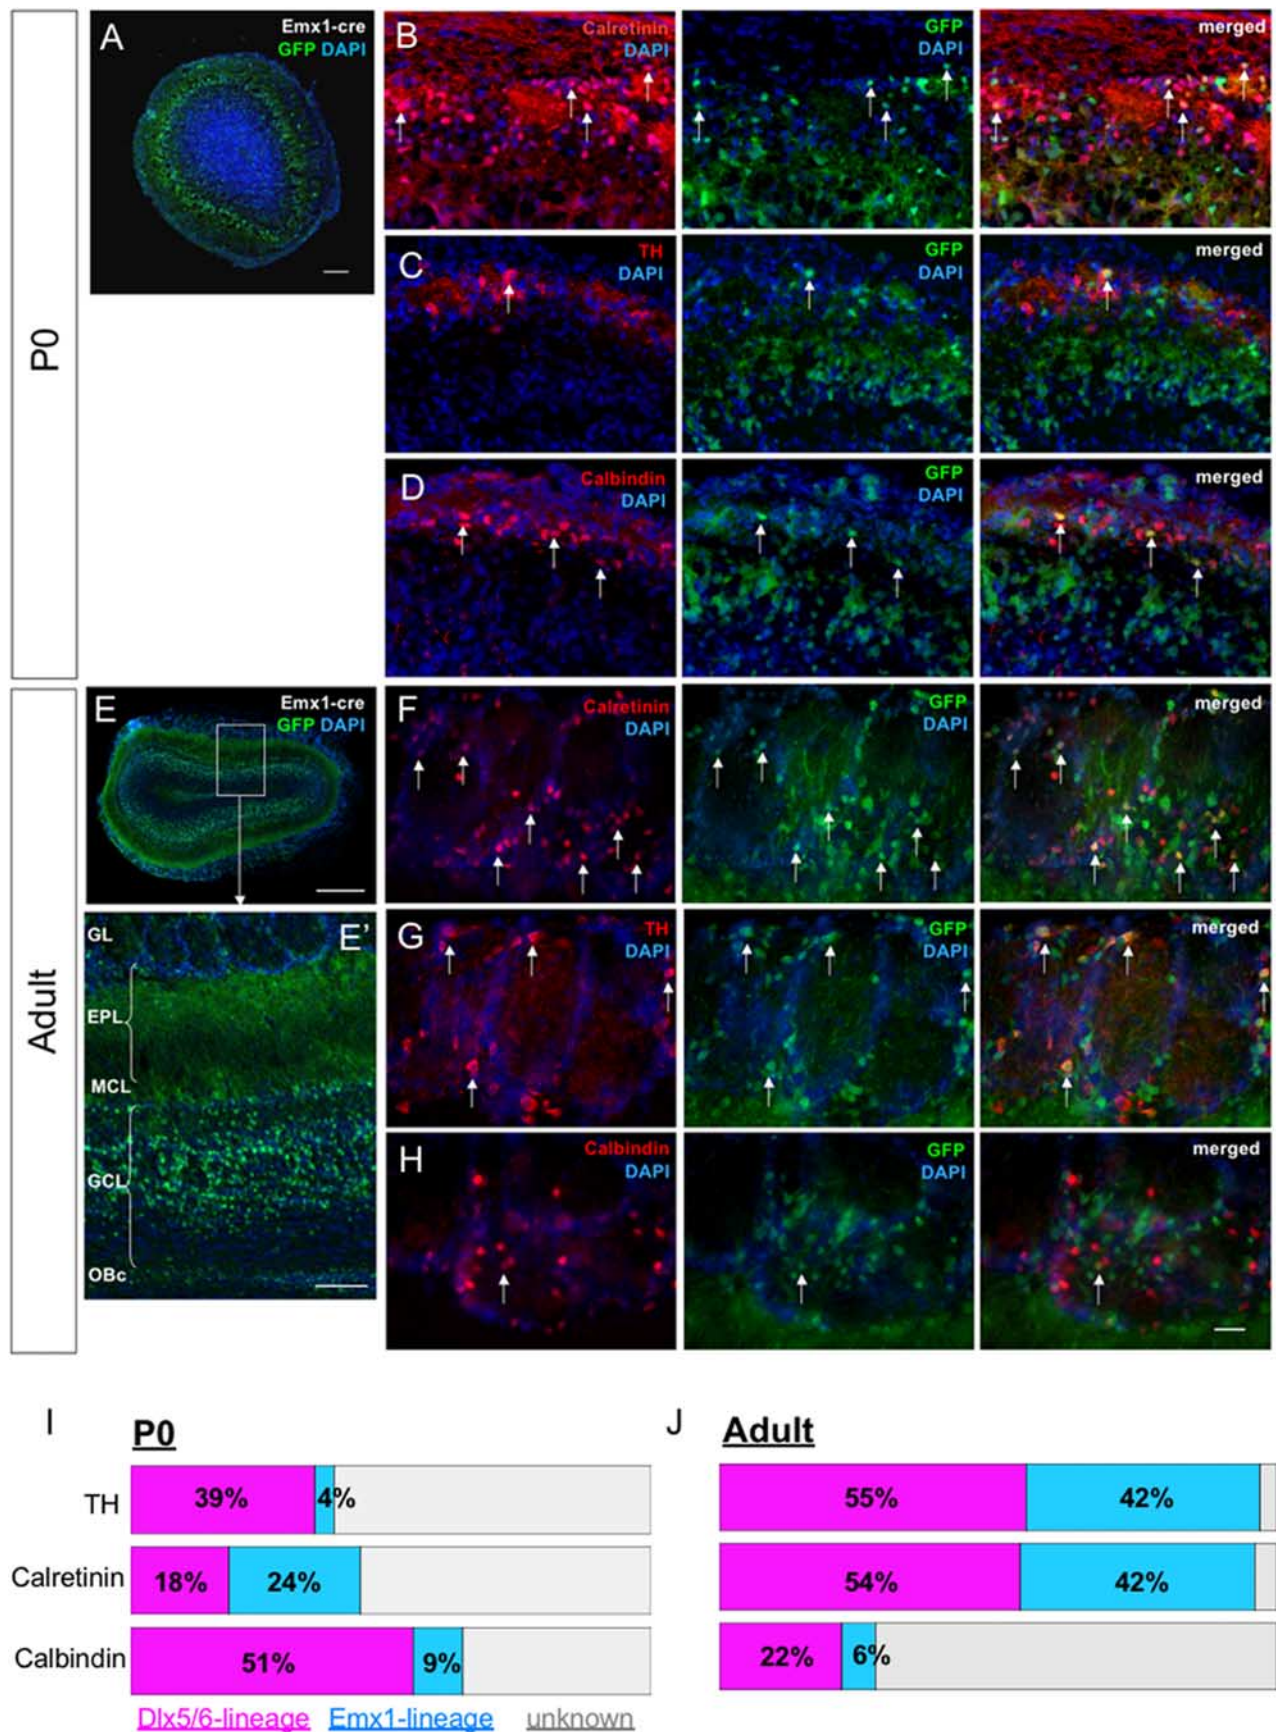 P0
A
Emx1-cre
GFP DAPI
B
Calretinin
DAPI
GFP
DAPI
merged
C
TH
DAPI
GFP
DAPI
merged
D
Calbindin
DAPI
GFP
DAPI
merged
Adult
E
Emx1-cre
GFP DAPI
E'
GL
EPL
MCL
GCL
OBc
F
Calretinin
DAPI
GFP
DAPI
merged
G
TH
DAPI
GFP
DAPI
merged
H
Calbindin
DAPI
GFP
DAPI
merged
I
P0
TH
39% 4%
Calretinin
18% 24%
Calbindin
51% 9%
Dlx5/6-lineage Emx1-lineage unknown
J
Adult
55% 42%
54% 42%
22% 6%